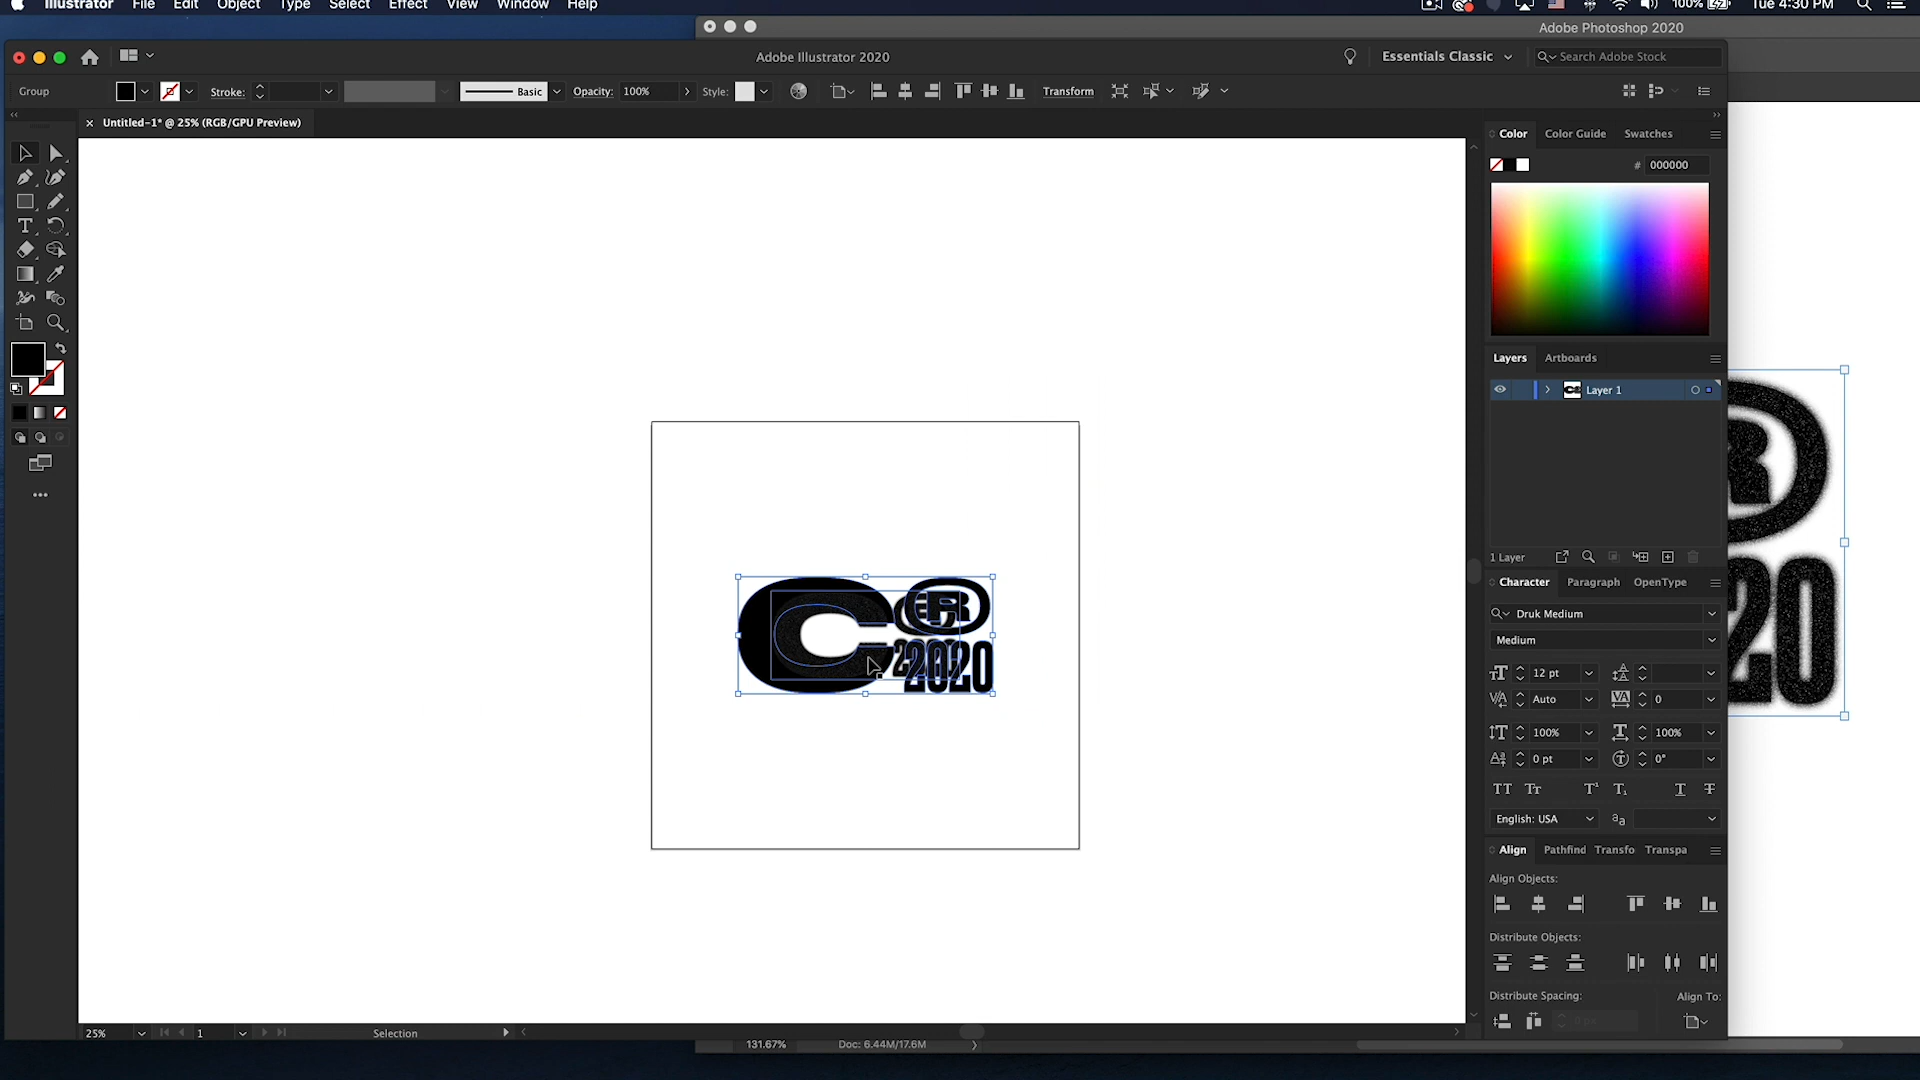 Illustrator File Edit Object Type Select Effect View Window Help
100% Tue 4:30 PM
Adobe Photoshop 2020
Adobe Illustrator 2020
Essentials Classic
Search Adobe Stock
Group
Stroke:
Basic
Opacity: 100%
Style:
Transform
× Untitled-1* @ 25% (RGB/GPU Preview)
Color Color Guide Swatches
# 000000
Layers Artboards
Layer 1
1 Layer
Character Paragraph OpenType
Druk Medium
Medium
12 pt
Auto
0
100%
100%
0 pt
0°
English: USA
Align Pathfind Transfo Transpa
Align Objects:
Distribute Objects:
Distribute Spacing:
Align To:
0 px
C®
2020
R
2020
25%
1
Selection
131.67%
Doc: 6.44M/17.6M